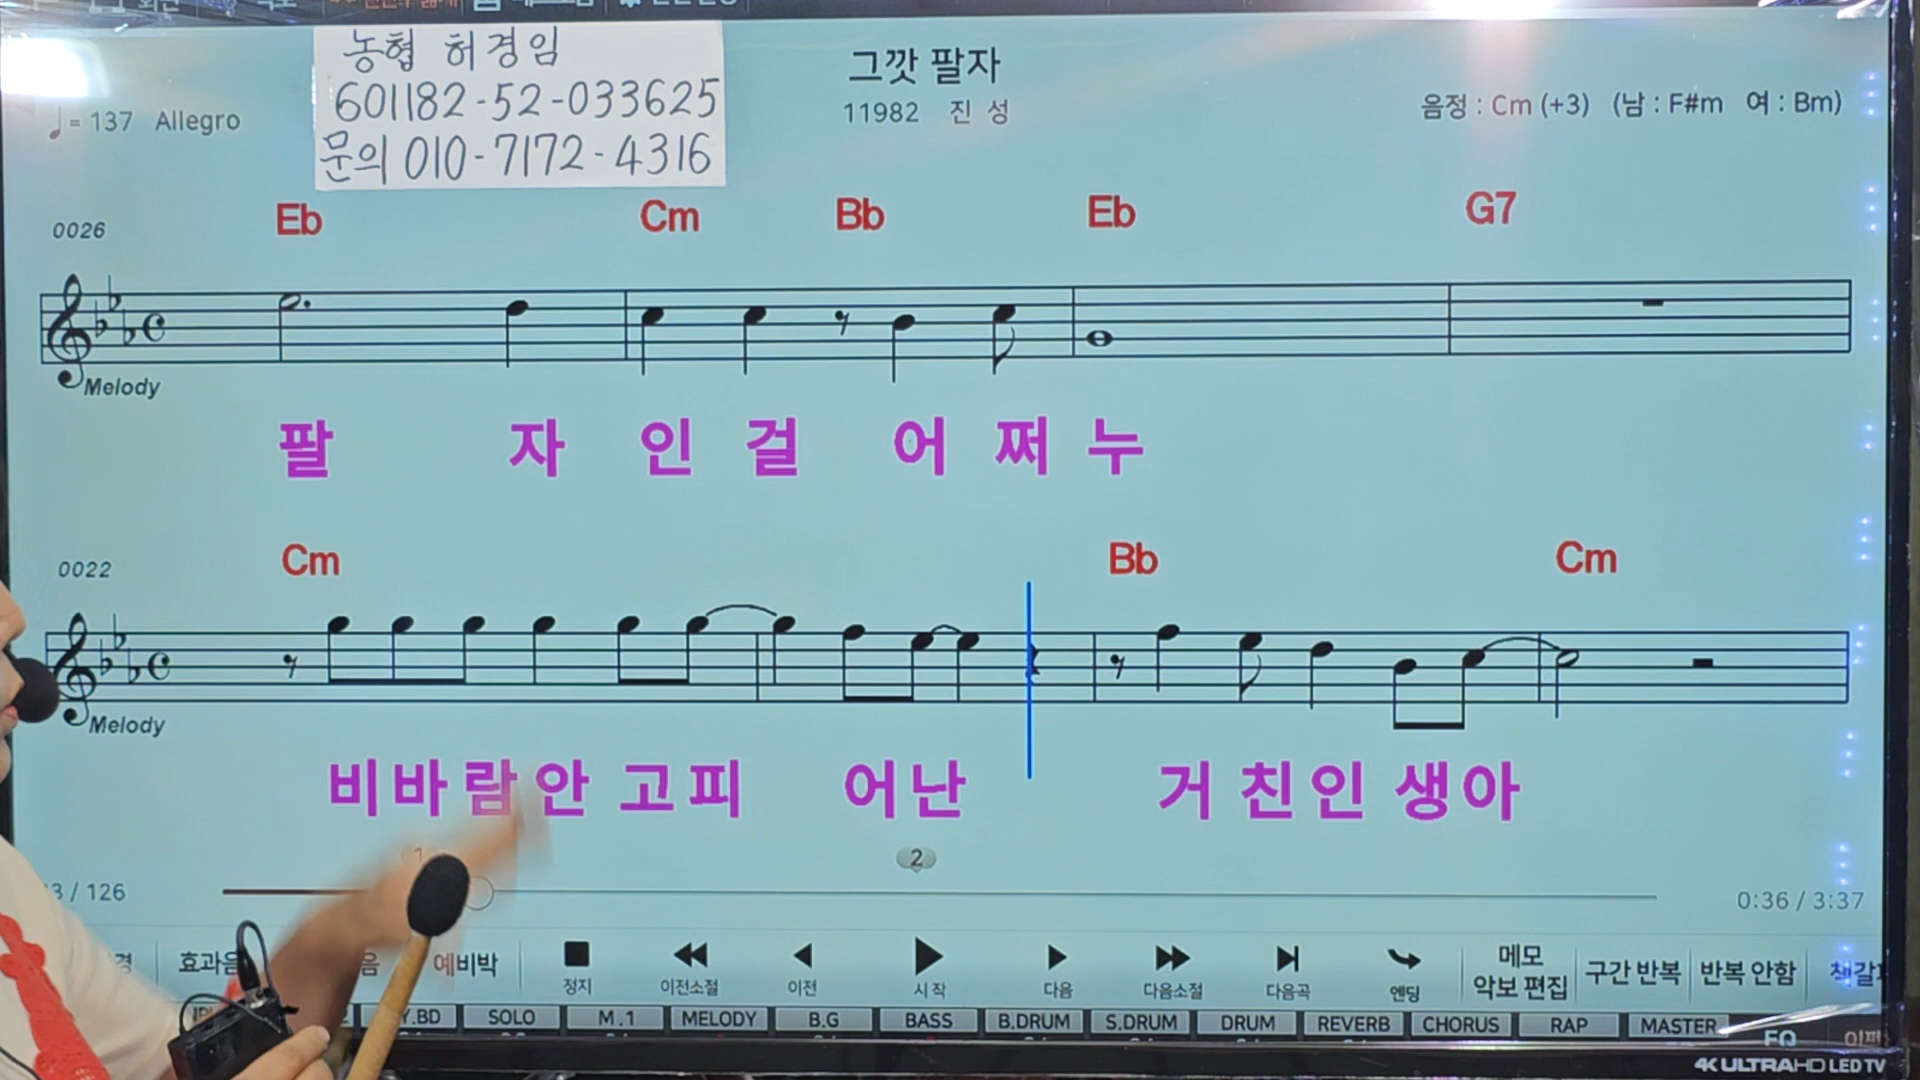 농협 허경임
601182-52-033625
문의 010-7172-4316
그깟 팔자
11982 진 성
= 137 Allegro
음정 : Cm (+3) (남 : F#m 여 : Bm)
0026
Eb Cm Bb Eb G7
Melody
팔 자 인 걸 어 쩌 누
0022
Cm Bb Cm
Melody
비 바 람 안 고 피 어 난 거 친 인 생 아
2
/ 126
0:36 / 3:37
효과음 예비박
정지 이전소절 이전 시작 다음 다음소절 다음곡 엔딩
메모
악보 편집
구간 반복 반복 안함
SOLO M.1 MELODY B.G BASS B.DRUM S.DRUM DRUM REVERB CHORUS RAP MASTER
4K ULTRA HD LED TV